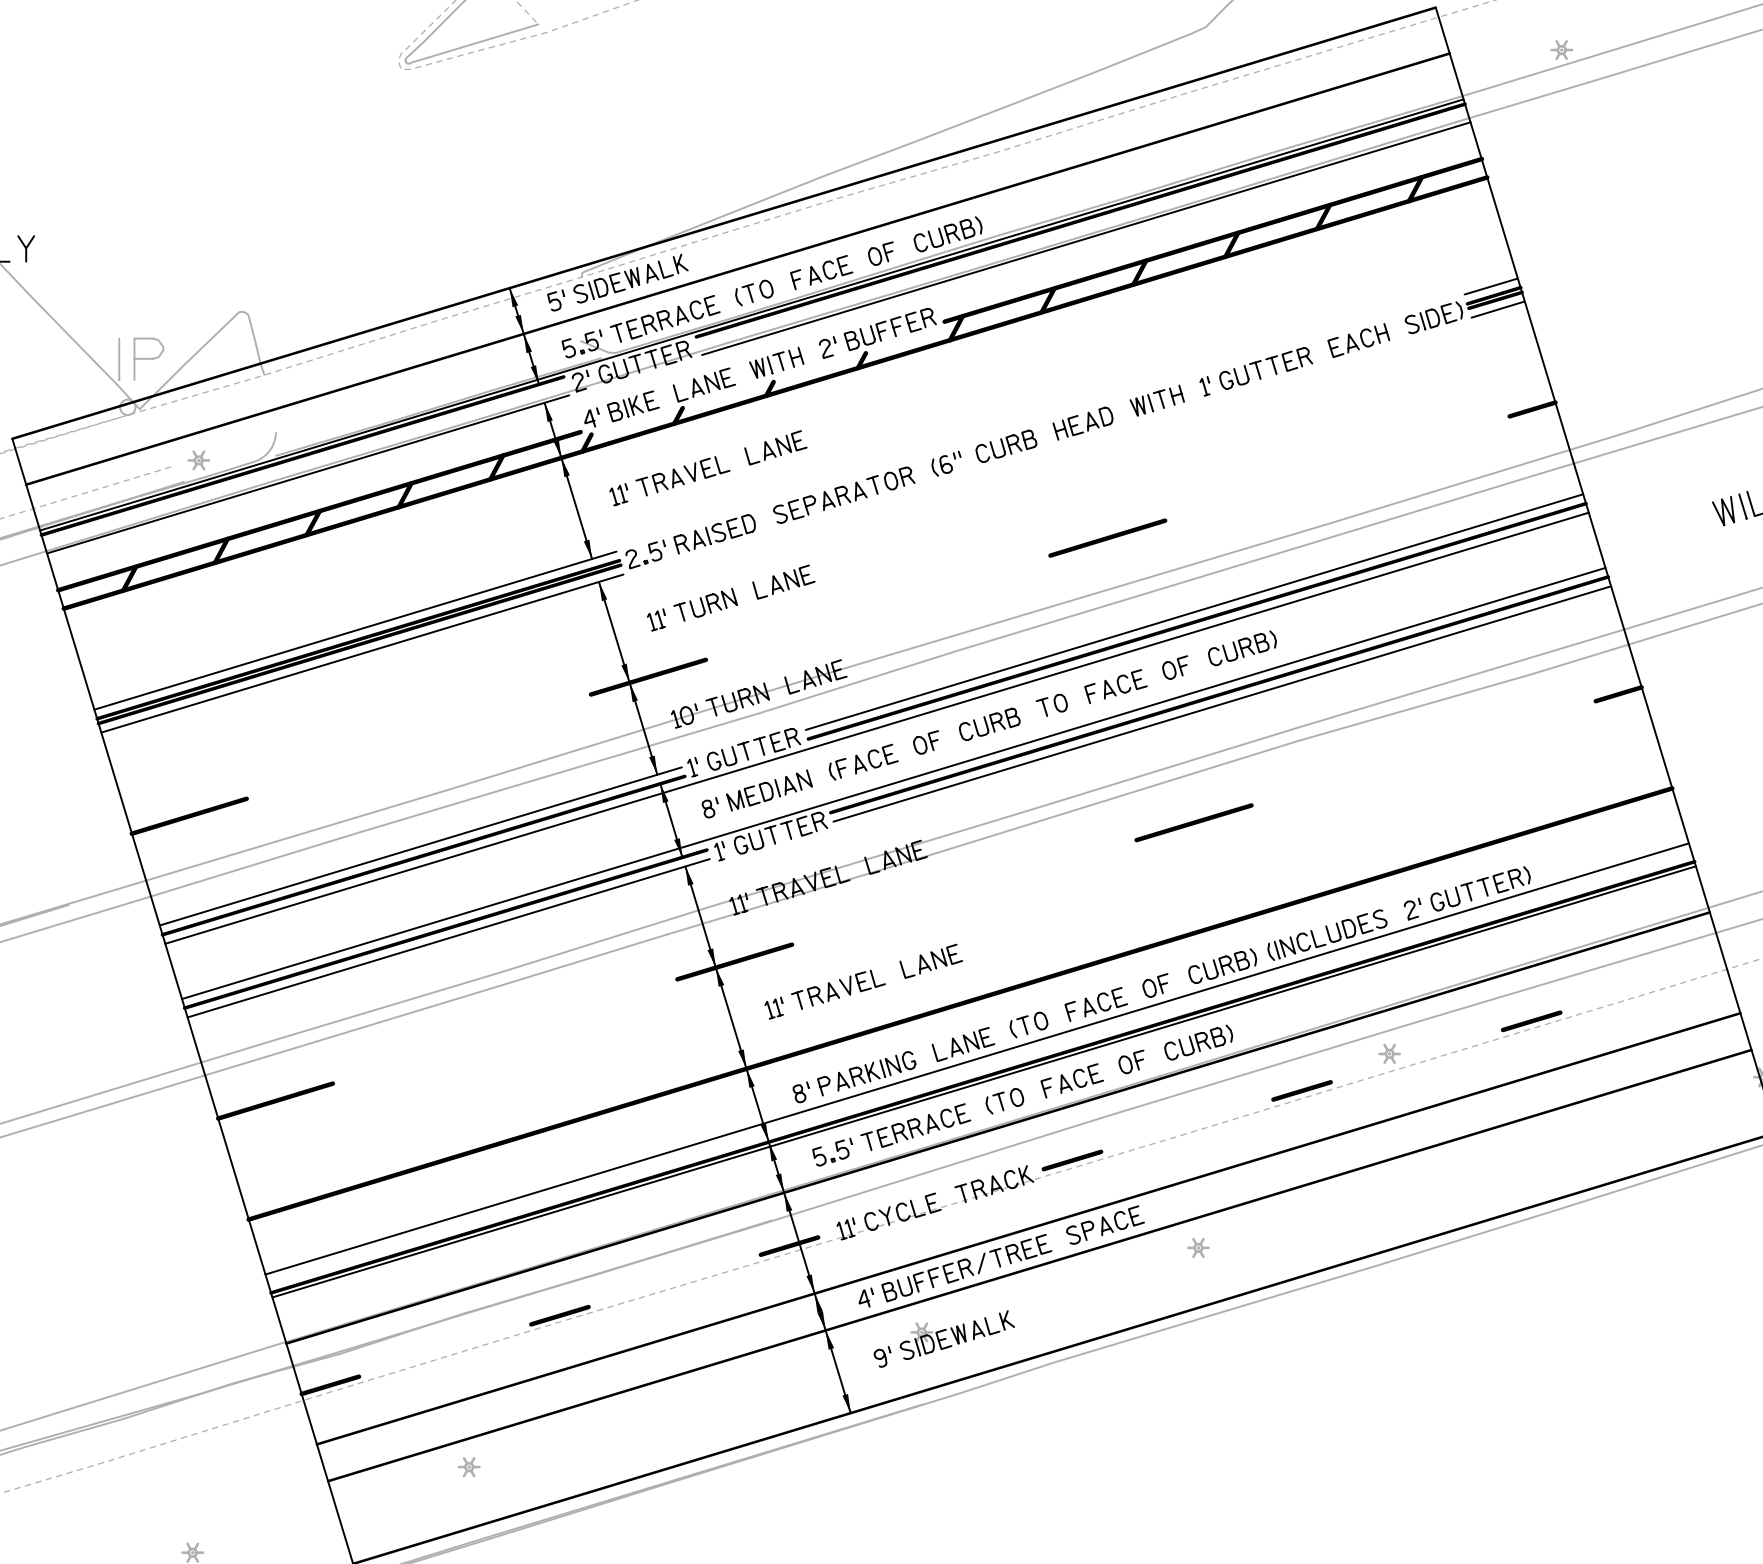 LY
IP
WIL
5' SIDEWALK
5.5' TERRACE (TO FACE OF CURB)
2' GUTTER
4' BIKE LANE WITH 2' BUFFER
11' TRAVEL LANE
2.5' RAISED SEPARATOR (6" CURB HEAD WITH 1' GUTTER EACH SIDE)
11' TURN LANE
10' TURN LANE
1' GUTTER
8' MEDIAN (FACE OF CURB TO FACE OF CURB)
1' GUTTER
11' TRAVEL LANE
11' TRAVEL LANE
8' PARKING LANE (TO FACE OF CURB) (INCLUDES 2' GUTTER)
5.5' TERRACE (TO FACE OF CURB)
11' CYCLE TRACK
4' BUFFER/TREE SPACE
9' SIDEWALK